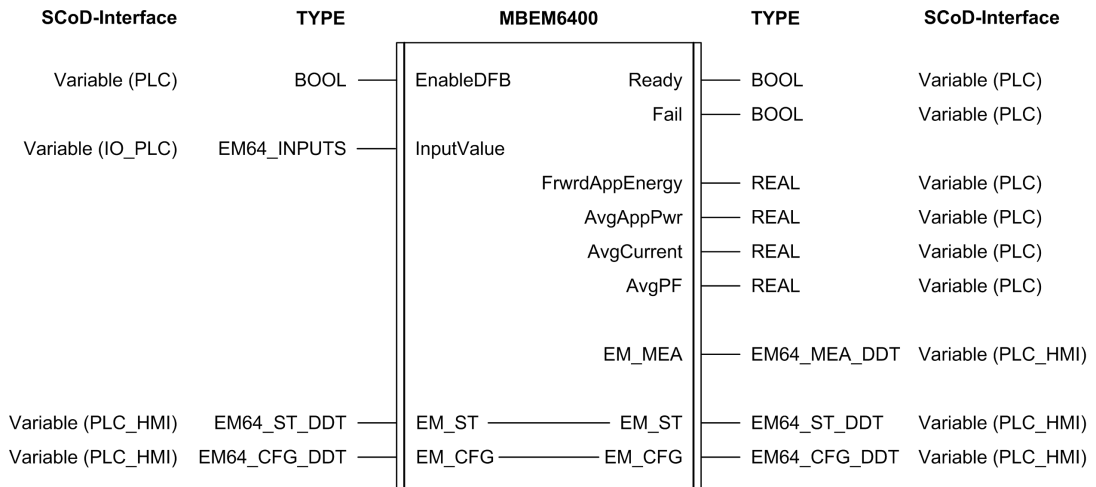 SCoD-Interface TYPE MBEM6400 TYPE SCoD-Interface
Variable (PLC) BOOL EnableDFB Ready BOOL Variable (PLC)
Fail BOOL Variable (PLC)
Variable (IO_PLC) EM64_INPUTS InputValue
FrwrdAppEnergy REAL Variable (PLC)
AvgAppPwr REAL Variable (PLC)
AvgCurrent REAL Variable (PLC)
AvgPF REAL Variable (PLC)
EM_MEA EM64_MEA_DDT Variable (PLC_HMI)
Variable (PLC_HMI) EM64_ST_DDT EM_ST EM_ST EM64_ST_DDT Variable (PLC_HMI)
Variable (PLC_HMI) EM64_CFG_DDT EM_CFG EM_CFG EM64_CFG_DDT Variable (PLC_HMI)